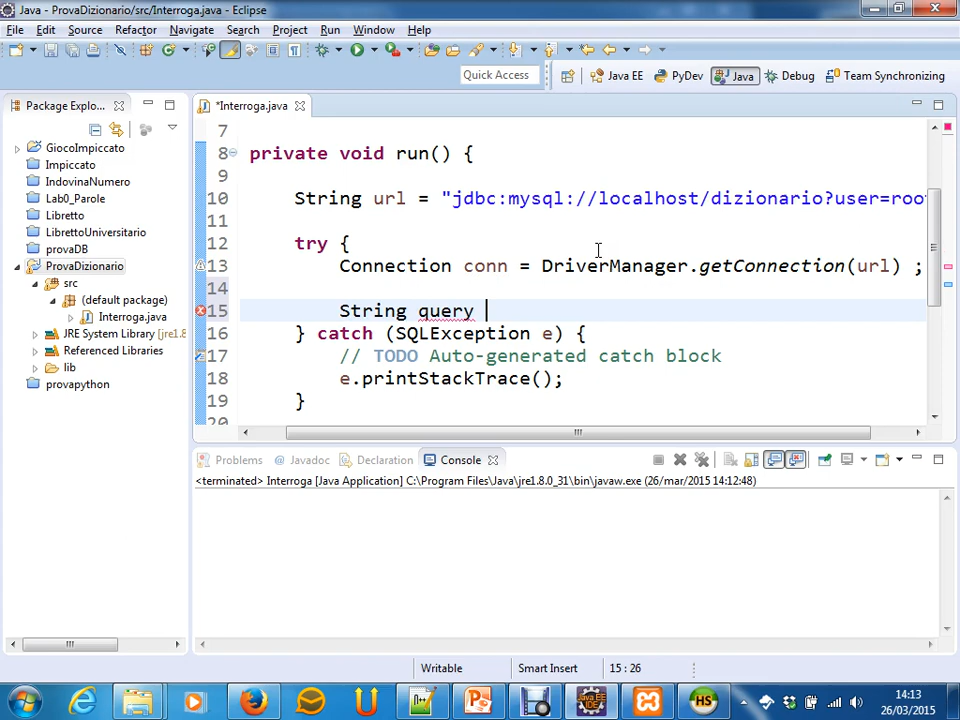 Java - ProvaDizionario/src/Interroga.java - Eclipse
File Edit Source Refactor Navigate Search Project Run Window Help
Quick Access Java EE PyDev Java Debug Team Synchronizing
Package Explo... *Interroga.java
GiocoImpiccato
Impiccato
IndovinaNumero
Lab0_Parole
Libretto
LibrettoUniversitario
provaDB
ProvaDizionario
src
(default package)
Interroga.java
JRE System Library [jre1.8
Referenced Libraries
lib
provapython
7
8 private void run() {
9
10 String url = "jdbc:mysql://localhost/dizionario?user=roo
11
12 try {
13 Connection conn = DriverManager.getConnection(url) ;
14
15 String query
16 } catch (SQLException e) {
17 // TODO Auto-generated catch block
18 e.printStackTrace();
19 }
20
Problems Javadoc Declaration Console
<terminated> Interroga [Java Application] C:\Program Files\Java\jre1.8.0_31\bin\javaw.exe (26/mar/2015 14:12:48)
Writable Smart Insert 15 : 26
14:13
26/03/2015